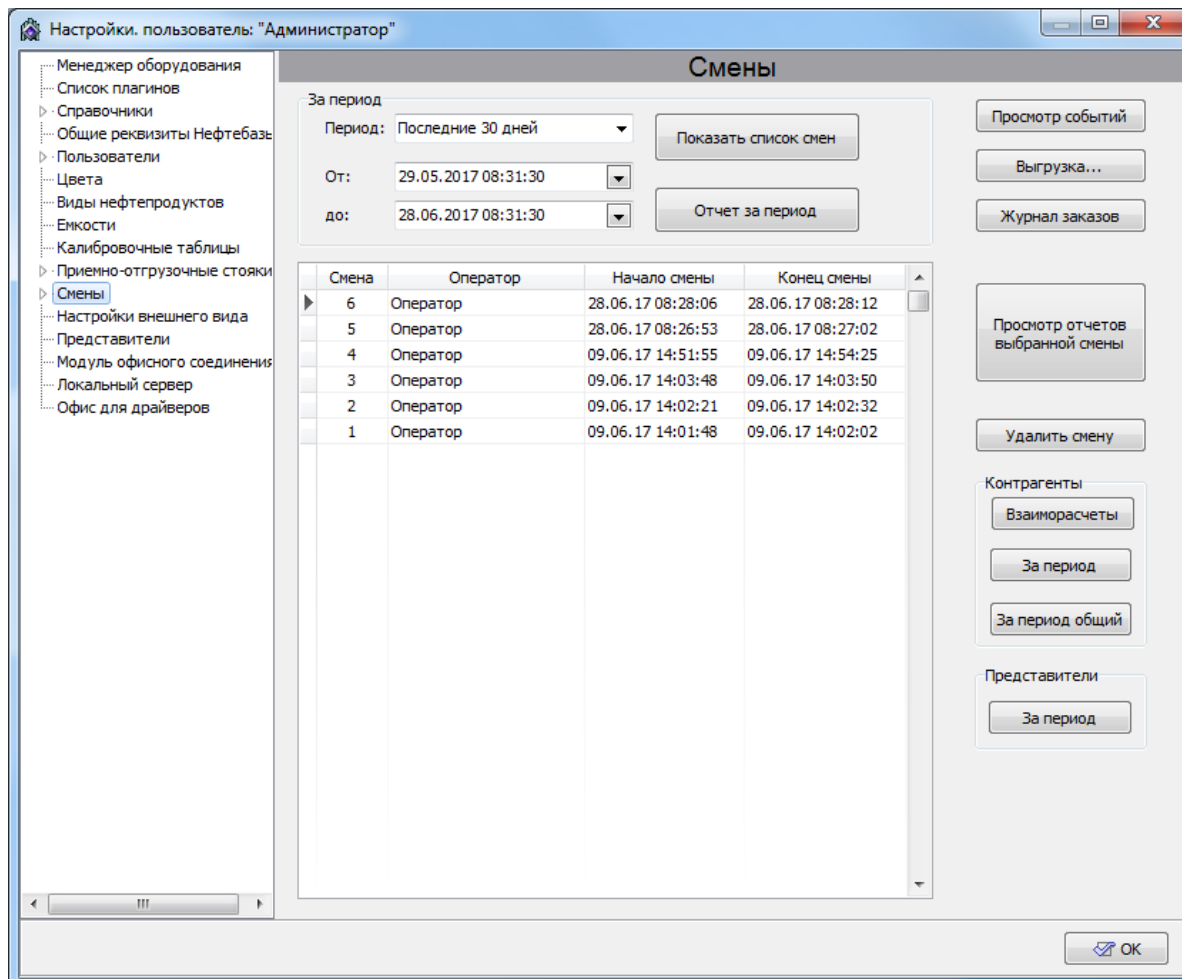 Настройки. пользователь: "Администратор"
Менеджер оборудования
Список плагинов
Справочники
Общие реквизиты Нефтебазы
Пользователи
Цвета
Виды нефтепродуктов
Емкости
Калибровочные таблицы
Приемно-отгрузочные стояки
Смены
Настройки внешнего вида
Представители
Модуль офисного соединения
Локальный сервер
Офис для драйверов
Смены
За период
Период: Последние 30 дней
От: 29.05.2017 08:31:30
до: 28.06.2017 08:31:30
Показать список смен
Отчет за период
Смена Оператор Начало смены Конец смены
6 Оператор 28.06.17 08:28:06 28.06.17 08:28:12
5 Оператор 28.06.17 08:26:53 28.06.17 08:27:02
4 Оператор 09.06.17 14:51:55 09.06.17 14:54:25
3 Оператор 09.06.17 14:03:48 09.06.17 14:03:50
2 Оператор 09.06.17 14:02:21 09.06.17 14:02:32
1 Оператор 09.06.17 14:01:48 09.06.17 14:02:02
Просмотр событий
Выгрузка...
Журнал заказов
Просмотр отчетов
выбранной смены
Удалить смену
Контрагенты
Взаиморасчеты
За период
За период общий
Представители
За период
OK